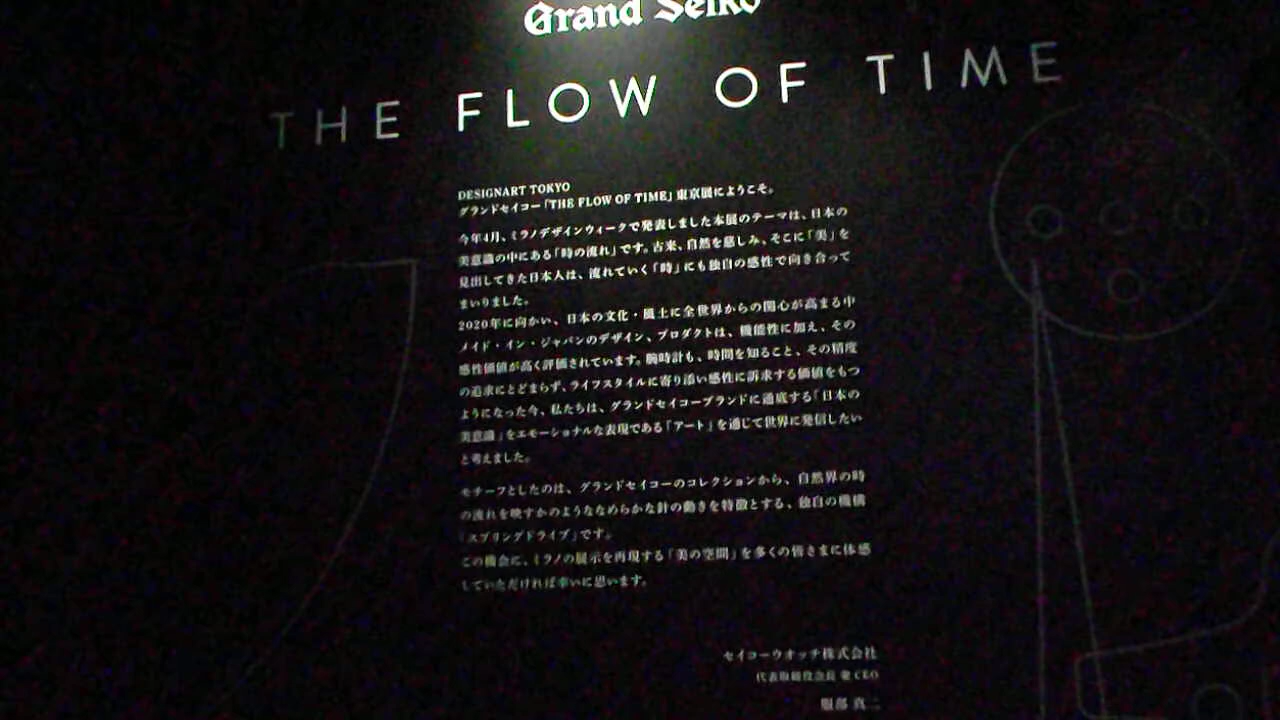 Grand Seiko
THE FLOW OF TIME
DESIGNART TOKYO
グランドセイコー「THE FLOW OF TIME」東京展にようこそ。
今年4月、ミラノデザインウィークで発表しました本展のテーマは、日本の
美意識の中にある「時の流れ」です。古来、自然を慈しみ、そこに「美」を
見出してきた日本人は、流れていく「時」にも独自の感性で向き合って
まいりました。
2020年に向かい、日本の文化・風土に全世界からの関心が高まる中
メイド・イン・ジャパンのデザイン、プロダクトは、機能性に加え、その
感性価値が高く評価されています。腕時計も、時間を知ること、その精度
の追求にとどまらず、ライフスタイルに寄り添い感性に訴求する価値をもつ
ようになった今、私たちは、グランドセイコーブランドに通底する「日本の
美意識」をエモーショナルな表現である「アート」を通じて世界に発信したい
と考えました。
モチーフとしたのは、グランドセイコーのコレクションから、自然界の時
の流れを映すかのようななめらかな針の動きを特徴とする、独自の機構
「スプリングドライブ」です。
この機会に、ミラノの展示を再現する「美の空間」を多くの皆さまに体感
していただければ幸いに思います。
セイコーウオッチ株式会社
代表取締役会長 兼 CEO
服部 真二